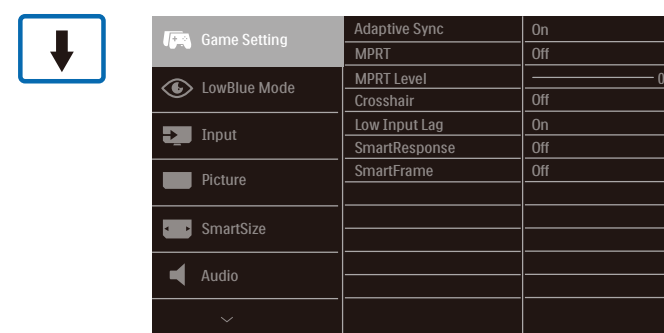 Game Setting
LowBlue Mode
Input
Picture
SmartSize
Audio
Adaptive Sync On
MPRT Off
MPRT Level 0
Crosshair Off
Low Input Lag On
SmartResponse Off
SmartFrame Off